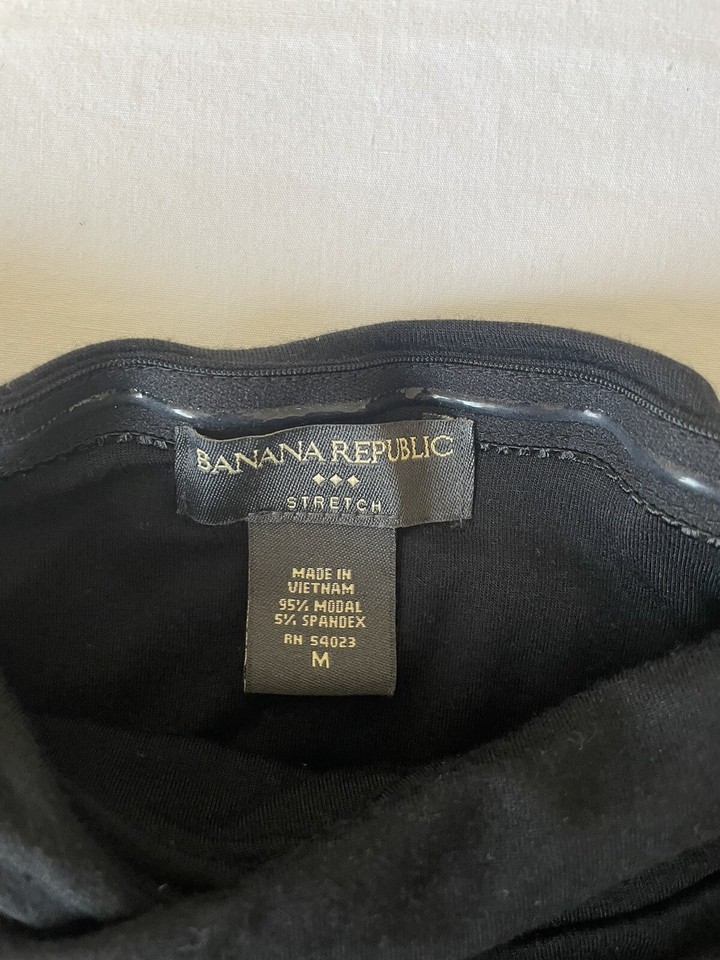 BANANA REPUBLIC
STRETCH
MADE IN
VIETNAM
95% MODAL
5% SPANDEX
RN 54023
M